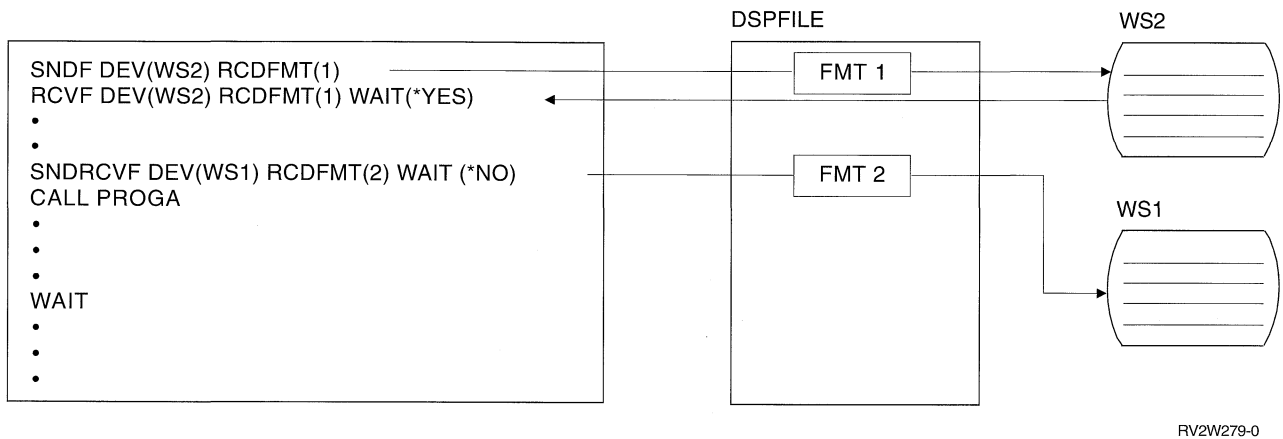 DSPFILE
WS2
SNDF DEV(WS2) RCDFMT(1)
RCVF DEV(WS2) RCDFMT(1) WAIT(*YES)
•
•
SNDRCVF DEV(WS1) RCDFMT(2) WAIT (*NO)
CALL PROGA
•
•
•
WAIT
•
•
•
FMT 1
FMT 2
WS1
RV2W279-0